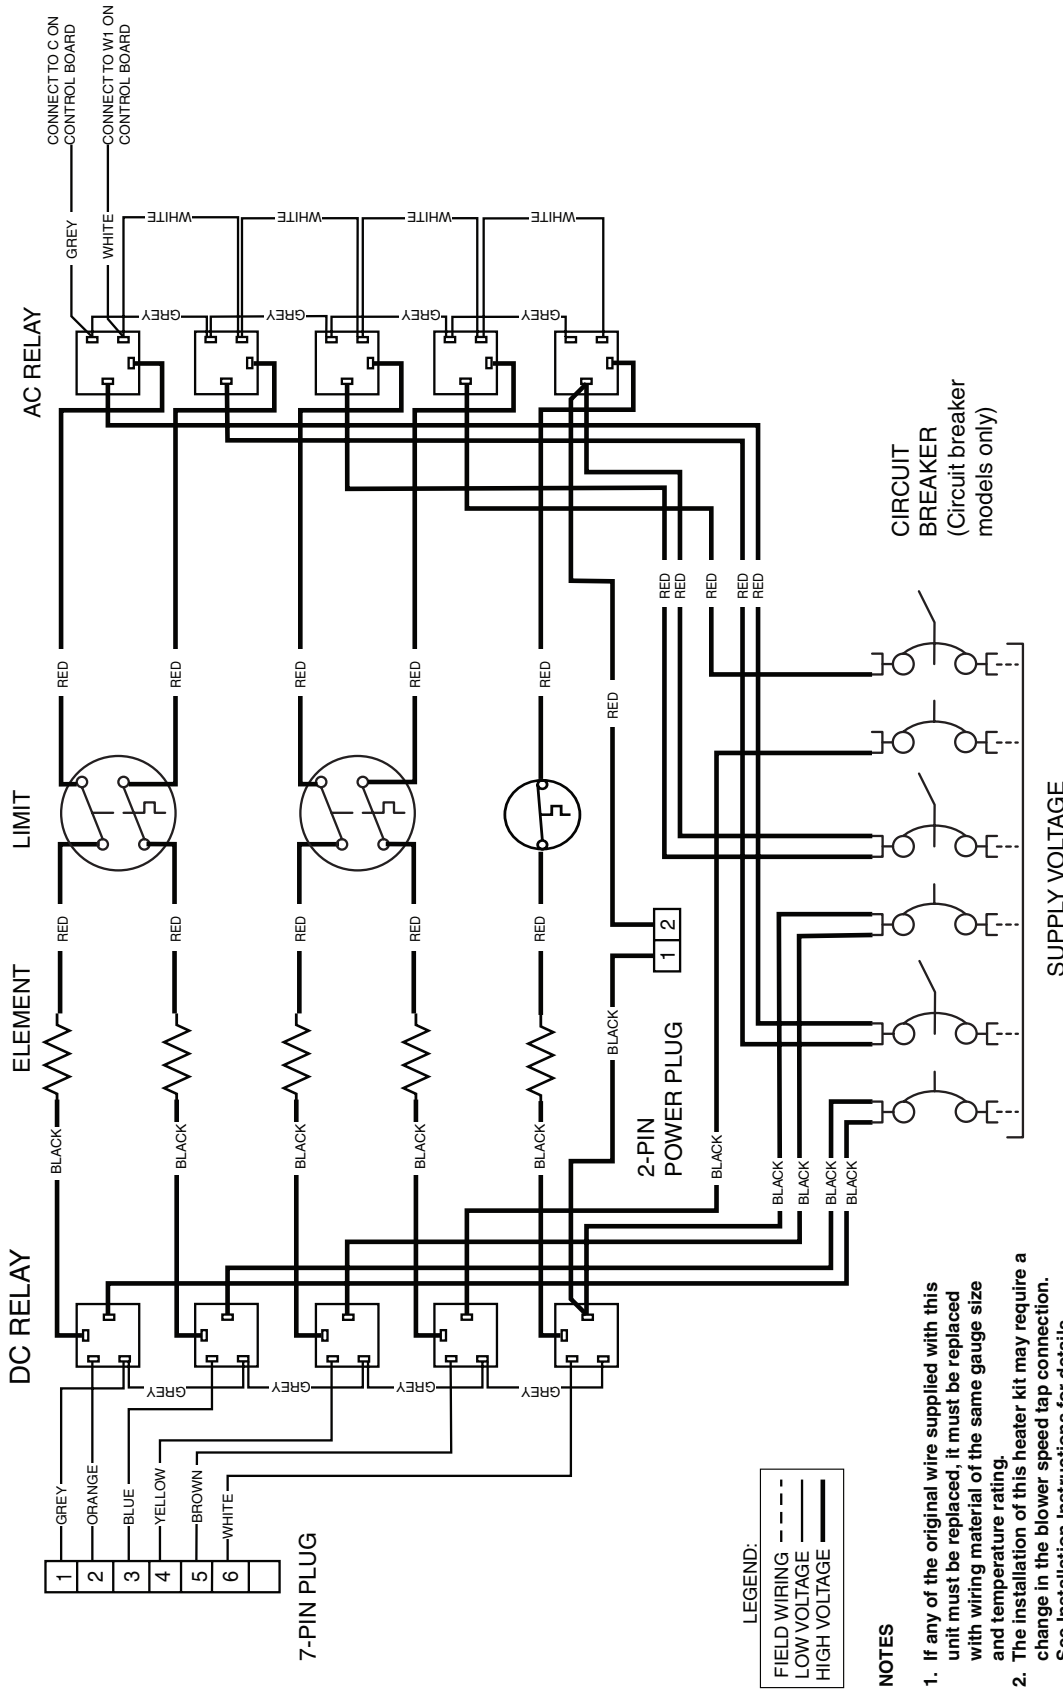 CONNECT TO C ON
CONTROL BOARD
CONNECT TO W1 ON
CONTROL BOARD
GREY
WHITE
AC RELAY
WHITE
WHITE
WHITE
WHITE
GREY
GREY
GREY
GREY
CIRCUIT
BREAKER
(Circuit breaker
models only)
RED
RED
RED
RED
RED
RED
RED
RED
RED
RED
RED
LIMIT
RED
RED
RED
RED
RED
ELEMENT
2-PIN
POWER PLUG
1
2
BLACK
SUPPLY VOLTAGE
BLACK
BLACK
BLACK
BLACK
BLACK
BLACK
BLACK
BLACK
BLACK
BLACK
DC RELAY
GREY
GREY
GREY
GREY
GREY
ORANGE
BLUE
YELLOW
BROWN
WHITE
1
2
3
4
5
6
7-PIN PLUG
LEGEND:
FIELD WIRING
LOW VOLTAGE
HIGH VOLTAGE
NOTES
1. If any of the original wire supplied with this
unit must be replaced, it must be replaced
with wiring material of the same gauge size
and temperature rating.
2. The installation of this heater kit may require a
change in the blower speed tap connection.
See Installation Instructions for details